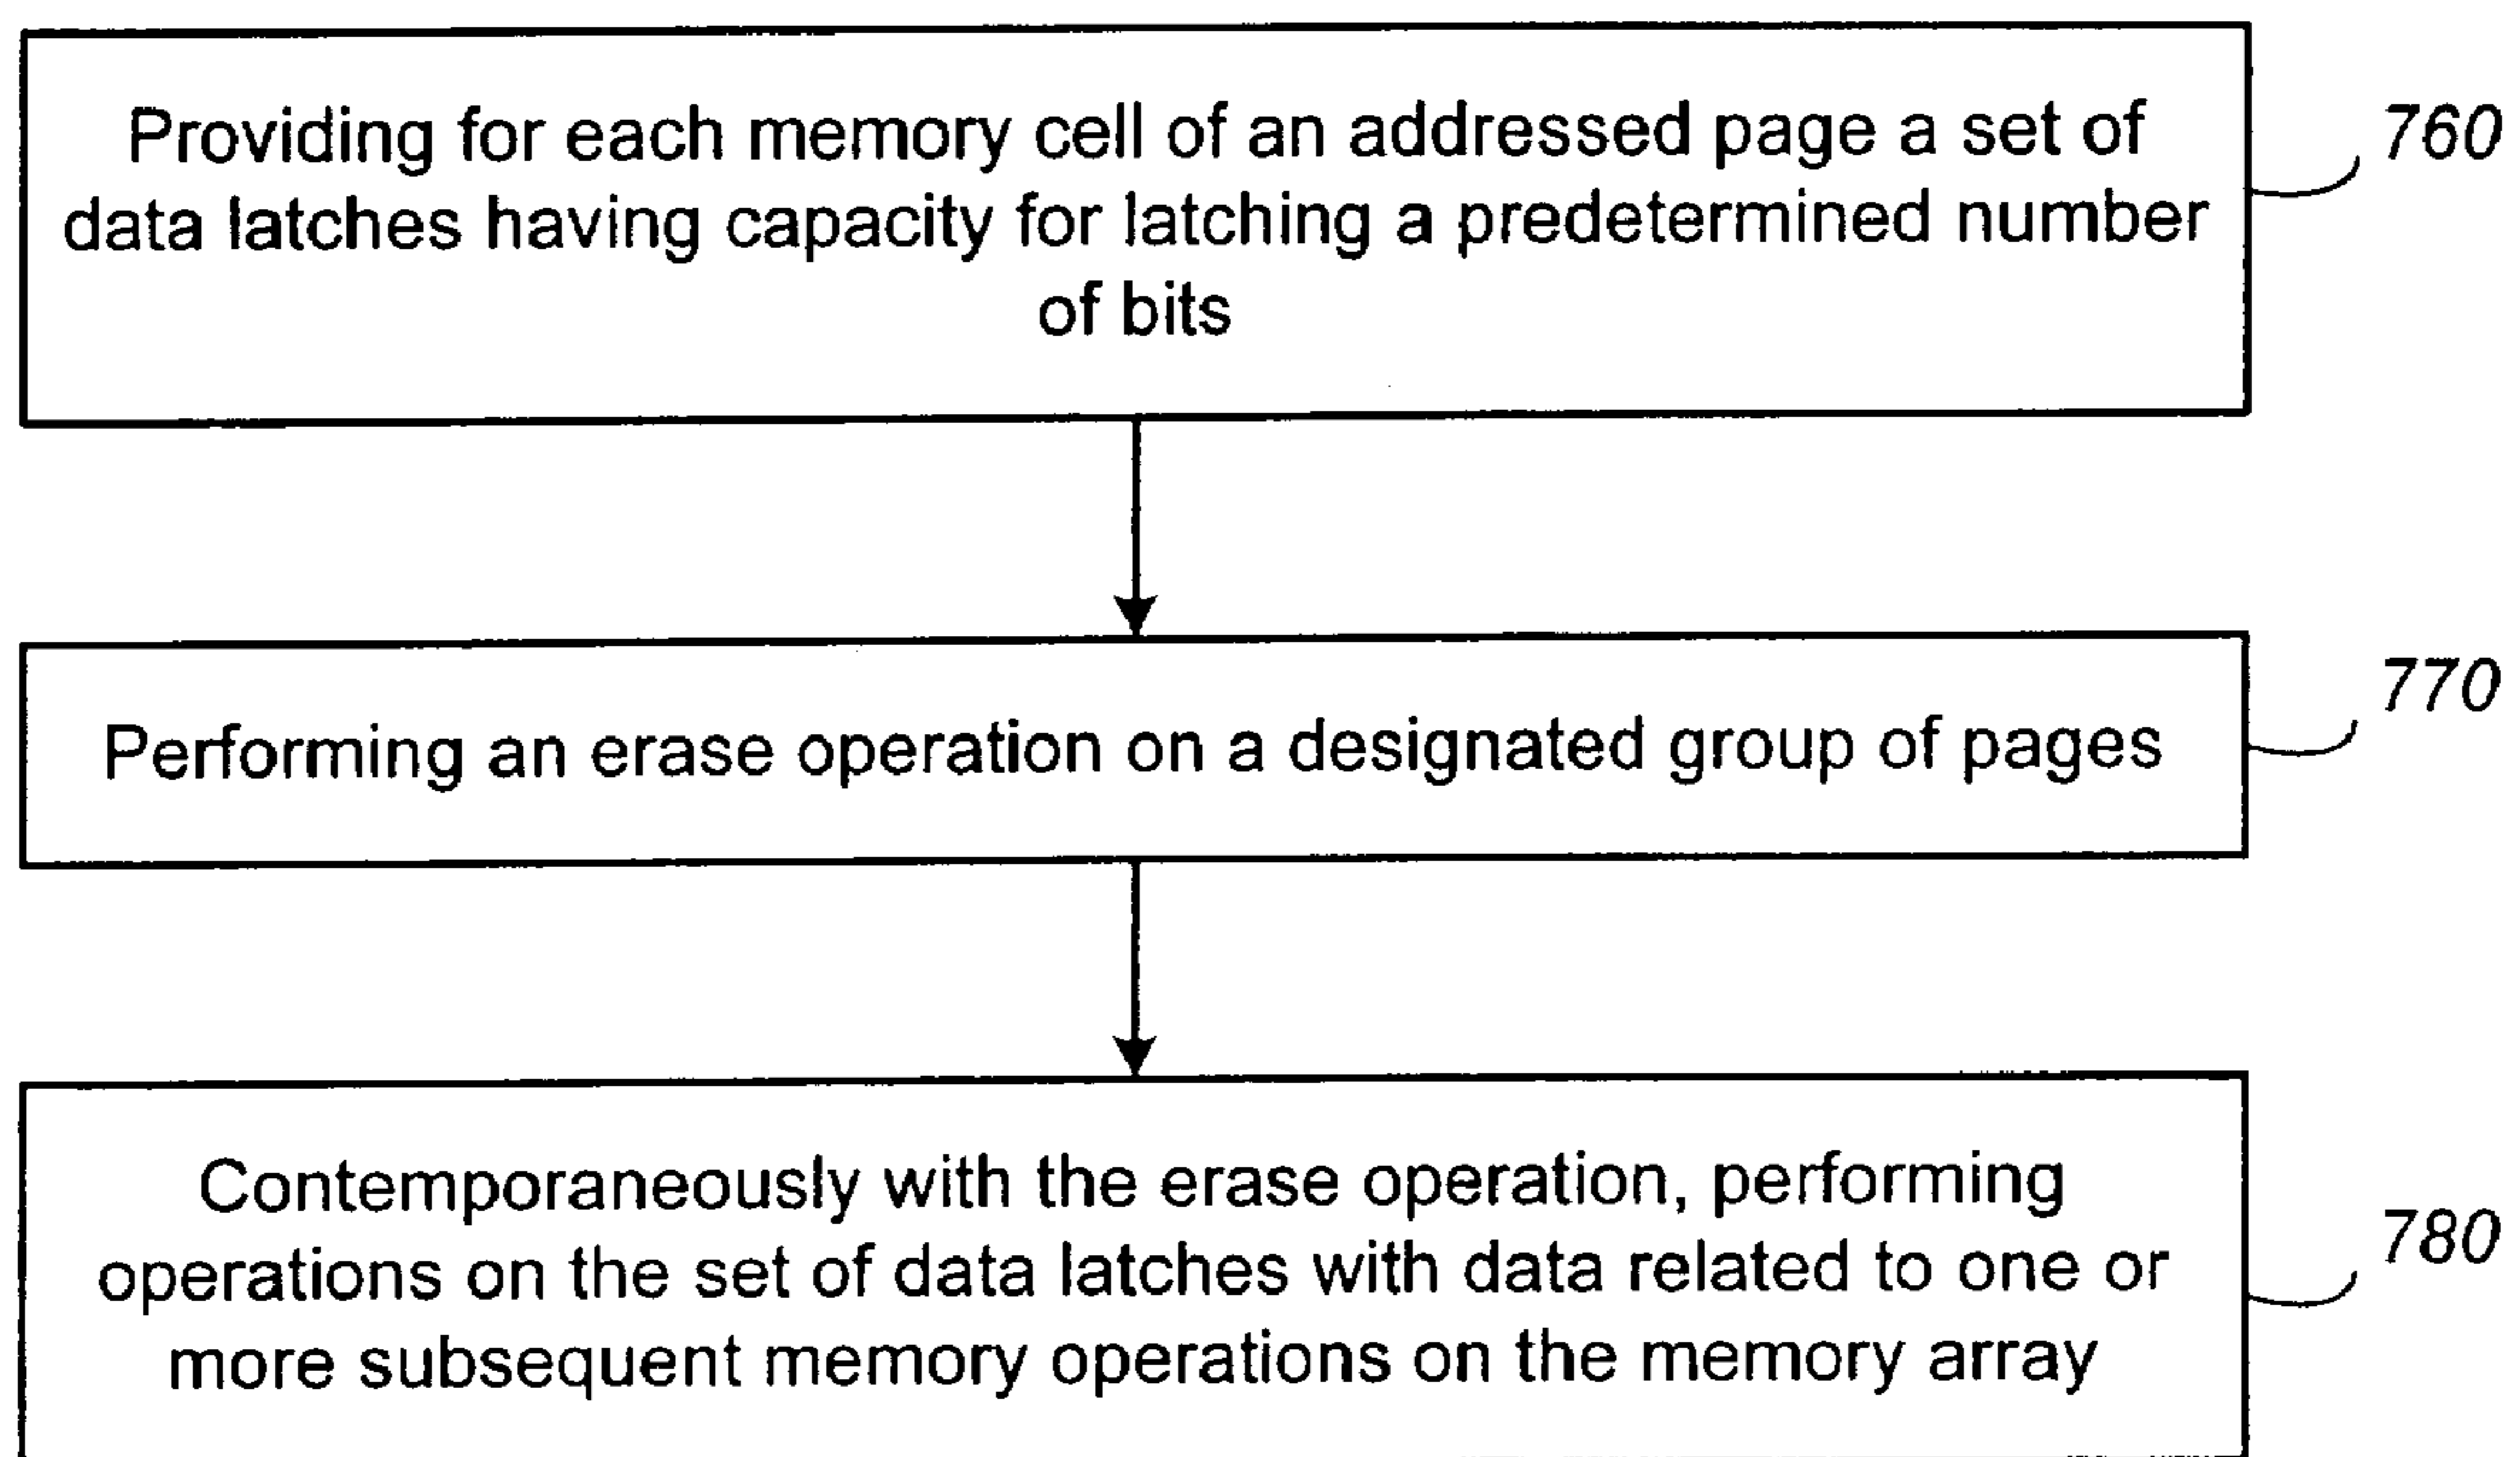 Providing for each memory cell of an addressed page a set of
data latches having capacity for latching a predetermined number
of bits
760
Performing an erase operation on a designated group of pages
770
Contemporaneously with the erase operation, performing
operations on the set of data latches with data related to one or
more subsequent memory operations on the memory array
780